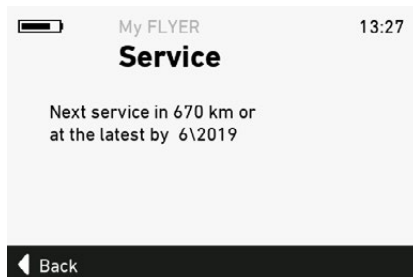 My FLYER 13:27
Service
Next service in 670 km or
at the latest by 6\2019
Back